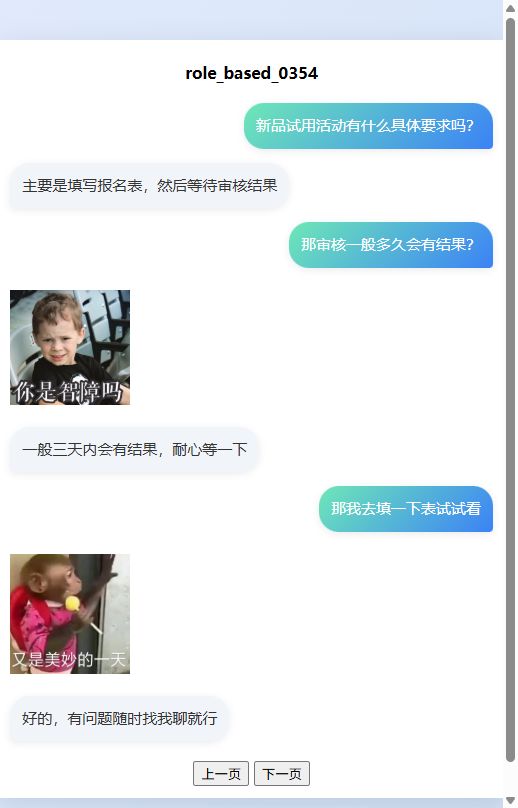 role_based_0354
新品试用活动有什么具体要求吗？
主要是填写报名表，然后等待审核结果
那审核一般多久会有结果？
你是智障吗
一般三天内会有结果，耐心等一下
那我去填一下表试试看
又是美妙的一天
好的，有问题随时找我聊就行
上一页 下一页